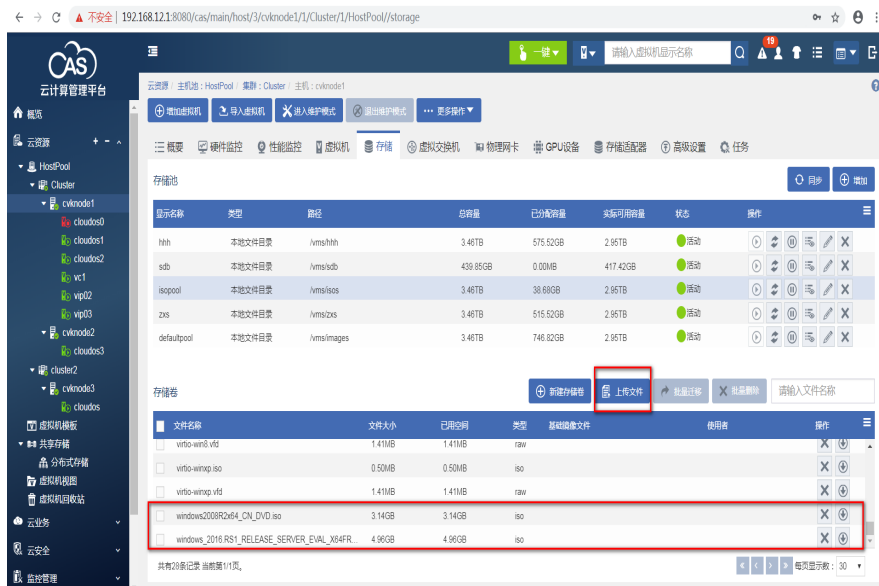 不安全 | 192.168.12.1:8080/cas/main/host/3/cvknode1/1/Cluster/1/HostPool//storage
CAS
云计算管理平台
一键
请输入虚拟机显示名称
19
云资源 / 主机池 : HostPool / 集群 : Cluster / 主机 : cvknode1
增加虚拟机 导入虚拟机 进入维护模式 退出维护模式 ••• 更多操作
概要 硬件监控 性能监控 虚拟机 存储 虚拟交换机 物理网卡 GPU设备 存储适配器 高级设置 任务
概览
云资源
HostPool
Cluster
cvknode1
cloudos0
cloudos1
cloudos2
vc1
vip02
vip03
cvknode2
cloudos3
cluster2
cvknode3
cloudos
虚拟机模板
共享存储
分布式存储
虚拟机视图
虚拟机回收站
云业务
云安全
监控管理
存储池
同步 增加
显示名称 类型 路径 总容量 已分配容量 实际可用容量 状态 操作
hhh 本地文件目录 /vms/hhh 3.46TB 575.52GB 2.95TB 活动
sdb 本地文件目录 /vms/sdb 439.85GB 0.00MB 417.42GB 活动
isopool 本地文件目录 /vms/isos 3.46TB 38.68GB 2.95TB 活动
zxs 本地文件目录 /vms/zxs 3.46TB 515.52GB 2.95TB 活动
defaultpool 本地文件目录 /vms/images 3.46TB 746.82GB 2.95TB 活动
存储卷
新建存储卷 上传文件 批量迁移 批量删除 请输入文件名称
文件名称 文件大小 已用空间 类型 基础镜像文件 使用者 操作
virtio-win8.vfd 1.41MB 1.41MB raw
virtio-winxp.iso 0.50MB 0.50MB iso
virtio-winxp.vfd 1.41MB 1.41MB raw
windows2008R2x64_CN_DVD.iso 3.14GB 3.14GB iso
windows_2016.RS1_RELEASE_SERVER_EVAL_X64FR... 4.96GB 4.96GB iso
共有28条记录 当前第1/1页。
每页显示数 : 30